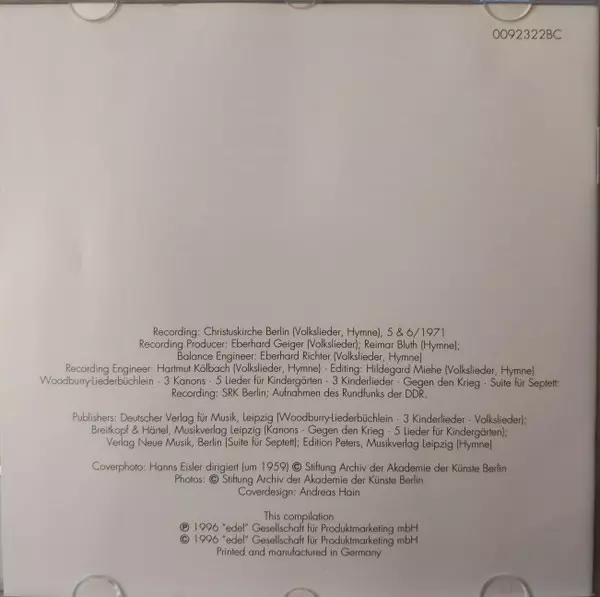 0092322BC
Recording: Christuskirche Berlin (Volkslieder, Hymne), 5 & 6/1971
Recording Producer: Eberhard Geiger (Volkslieder); Reimar Bluth (Hymne);
Balance Engineer: Eberhard Richter (Volkslieder, Hymne)
Recording Engineer: Hartmut Kölbach (Volkslieder, Hymne) · Editing: Hildegard Miehe (Volkslieder, Hymne)
Woodbury-Liederbüchlein · 3 Kanons · 5 Lieder für Kindergärten · 3 Kinderlieder · Gegen den Krieg · Suite für Septett:
Recording: SRK Berlin; Aufnahmen des Rundfunks der DDR.
Publishers: Deutscher Verlag für Musik, Leipzig (Woodbury-Liederbüchlein · 3 Kinderlieder · Volkslieder);
Breitkopf & Härtel, Musikverlag Leipzig (Kanons · Gegen den Krieg · 5 Lieder für Kindergärten);
Verlag Neue Musik, Berlin (Suite für Septett); Edition Peters, Musikverlag Leipzig (Hymne)
Coverphoto: Hanns Eisler dirigiert (um 1959) © Stiftung Archiv der Akademie der Künste Berlin
Photos: © Stiftung Archiv der Akademie der Künste Berlin
Coverdesign: Andreas Hain
This compilation
℗ 1996 "edel" Gesellschaft für Produktmarketing mbH
© 1996 "edel" Gesellschaft für Produktmarketing mbH
Printed and manufactured in Germany